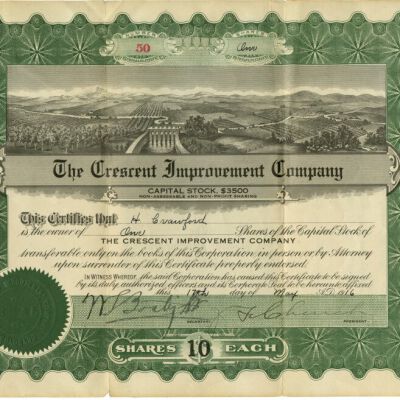 NUMBER SHARES
50 One
The Crescent Improvement Company
CAPITAL STOCK, $3500
NON-ASSESSABLE AND NON-PROFIT SHARING
This Certifies that H Crawford
is the owner of One Shares of the Capital Stock of
THE CRESCENT IMPROVEMENT COMPANY
transferable only on the books of this Corporation in person or by Attorney
upon surrender of this Certificate properly endorsed.
IN WITNESS WHEREOF, the said Corporation has caused this Certificate to be signed
by its duly authorized officers and its Corporate Seal to be hereunto affixed
this 17th day of May A.D. 1916
SECRETARY PRESIDENT
SHARES 10 EACH